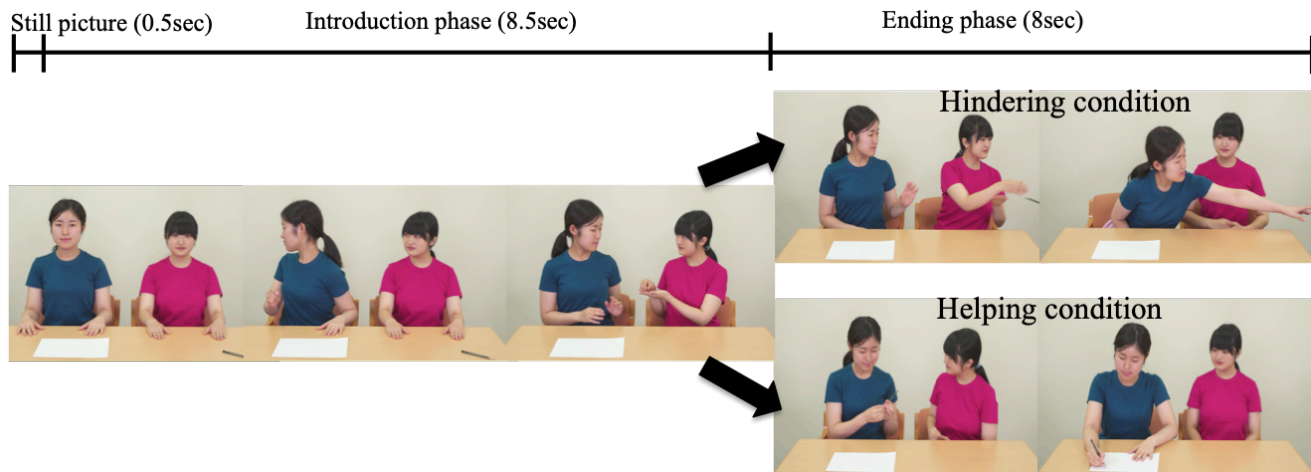 Still picture (0.5sec)
Introduction phase (8.5sec)
Ending phase (8sec)
Hindering condition
Helping condition